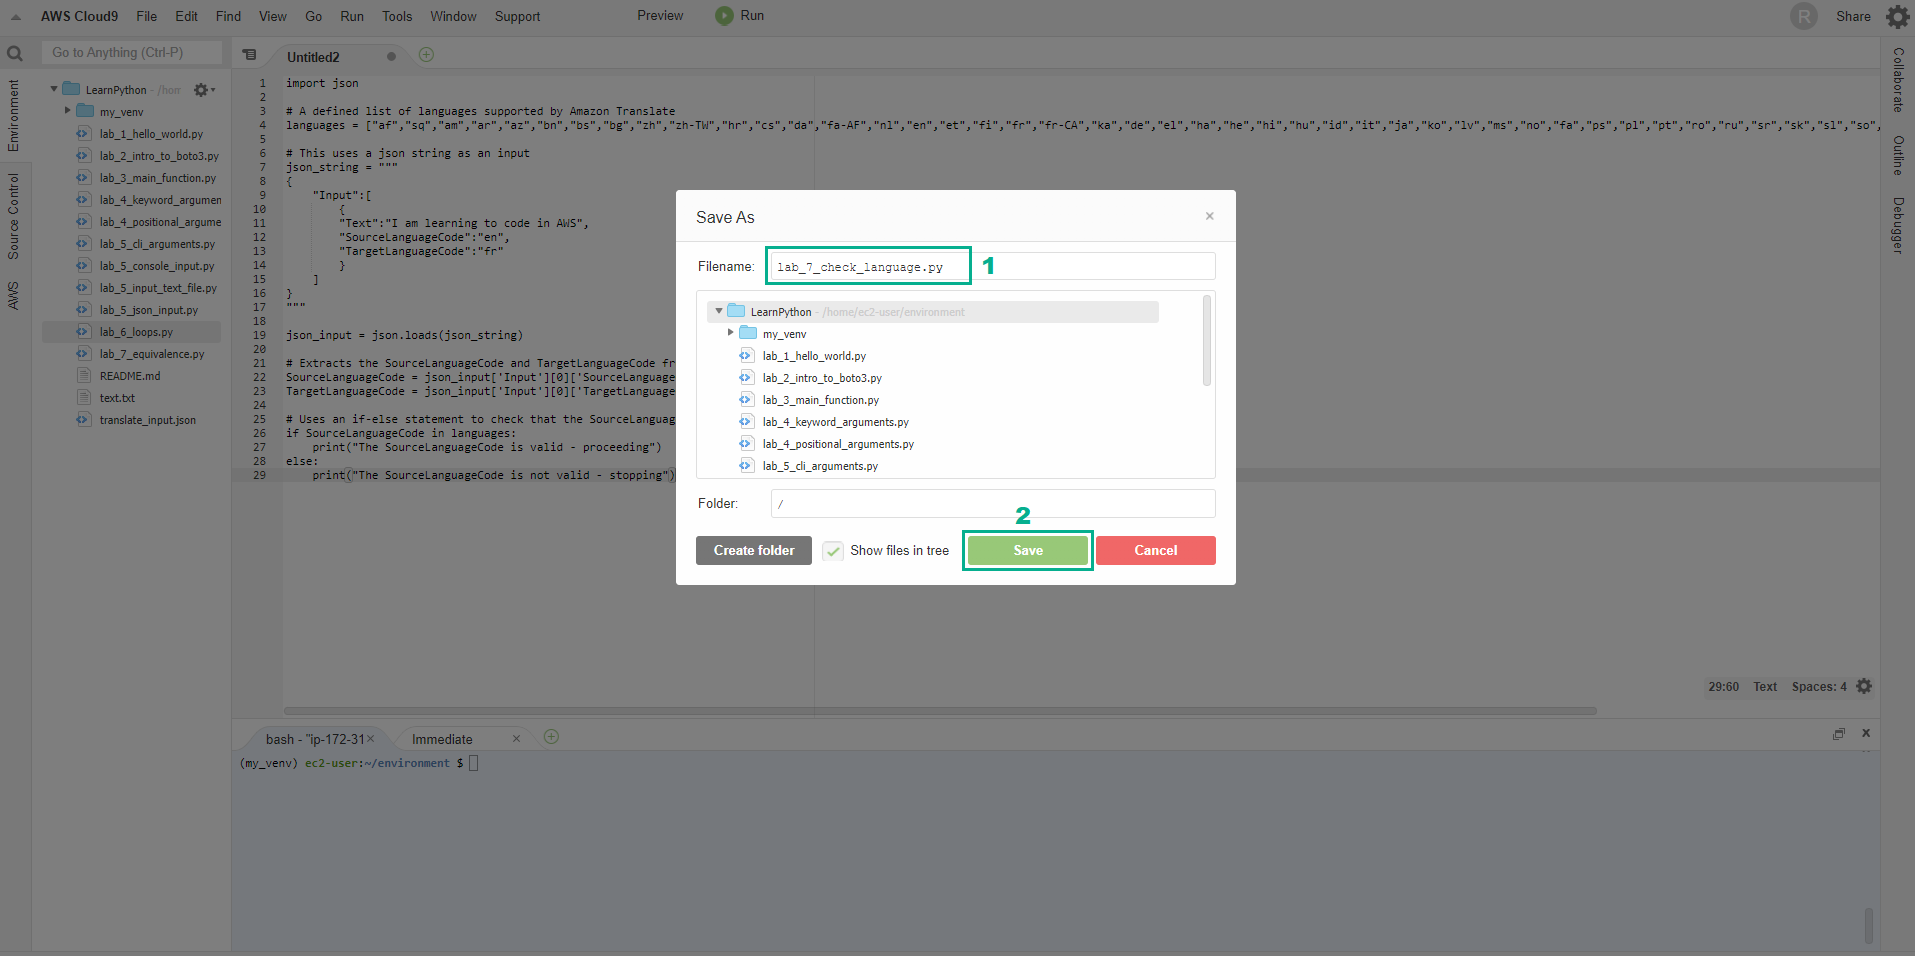 AWS Cloud9 File Edit Find View Go Run Tools Window Support Preview Run R Share
Go to Anything (Ctrl-P)
Untitled2
Environment
Source Control
AWS
LearnPython - /hom
my_venv
lab_1_hello_world.py
lab_2_intro_to_boto3.py
lab_3_main_function.py
lab_4_keyword_argumen
lab_4_positional_argume
lab_5_cli_arguments.py
lab_5_console_input.py
lab_5_input_text_file.py
lab_5_json_input.py
lab_6_loops.py
lab_7_equivalence.py
README.md
text.txt
translate_input.json
1 import json
2
3 # A defined list of languages supported by Amazon Translate
4 languages = ["af","sq","am","ar","az","bn","bs","bg","zh","zh-TW","hr","cs","da","fa-AF","nl","en","et","fi","fr","fr-CA","ka","de","el","ha","he","hi","hu","id","it","ja","ko","lv","ms","no","fa","ps","pl","pt","ro","ru","sr","sk","sl","so",
5
6 # This uses a json string as an input
7 json_string = """
8 {
9 "Input":[
10 {
11 "Text":"I am learning to code in AWS",
12 "SourceLanguageCode":"en",
13 "TargetLanguageCode":"fr"
14 }
15 ]
16 }
17 """
18
19 json_input = json.loads(json_string)
20
21 # Extracts the SourceLanguageCode and TargetLanguageCode fr
22 SourceLanguageCode = json_input['Input'][0]['SourceLanguage
23 TargetLanguageCode = json_input['Input'][0]['TargetLanguage
24
25 # Uses an if-else statement to check that the SourceLanguag
26 if SourceLanguageCode in languages:
27 print("The SourceLanguageCode is valid - proceeding")
28 else:
29 print("The SourceLanguageCode is not valid - stopping")
Save As ×
Filename: lab_7_check_language.py 1
LearnPython - /home/ec2-user/environment
my_venv
lab_1_hello_world.py
lab_2_intro_to_boto3.py
lab_3_main_function.py
lab_4_keyword_arguments.py
lab_4_positional_arguments.py
lab_5_cli_arguments.py
Folder: /
2
Create folder Show files in tree Save Cancel
Collaborate
Outline
Debugger
29:60 Text Spaces: 4
bash - "ip-172-31 × Immediate ×
(my_venv) ec2-user:~/environment $